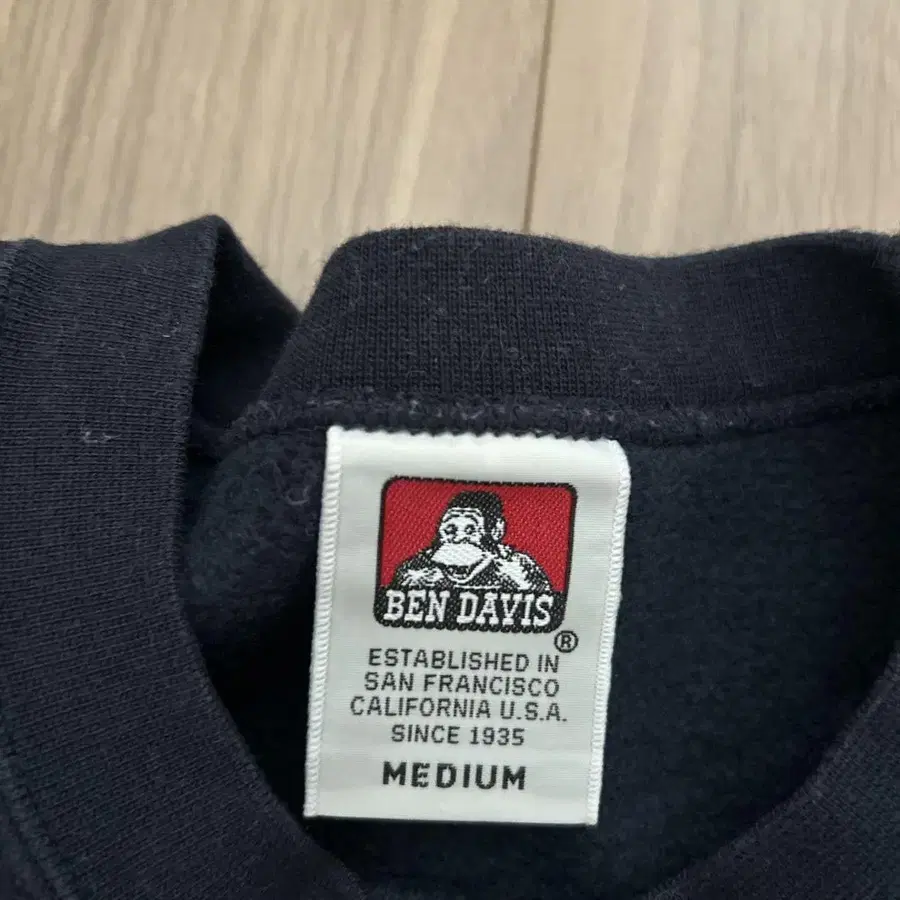 BEN DAVIS
®
ESTABLISHED IN
SAN FRANCISCO
CALIFORNIA U.S.A.
SINCE 1935
MEDIUM